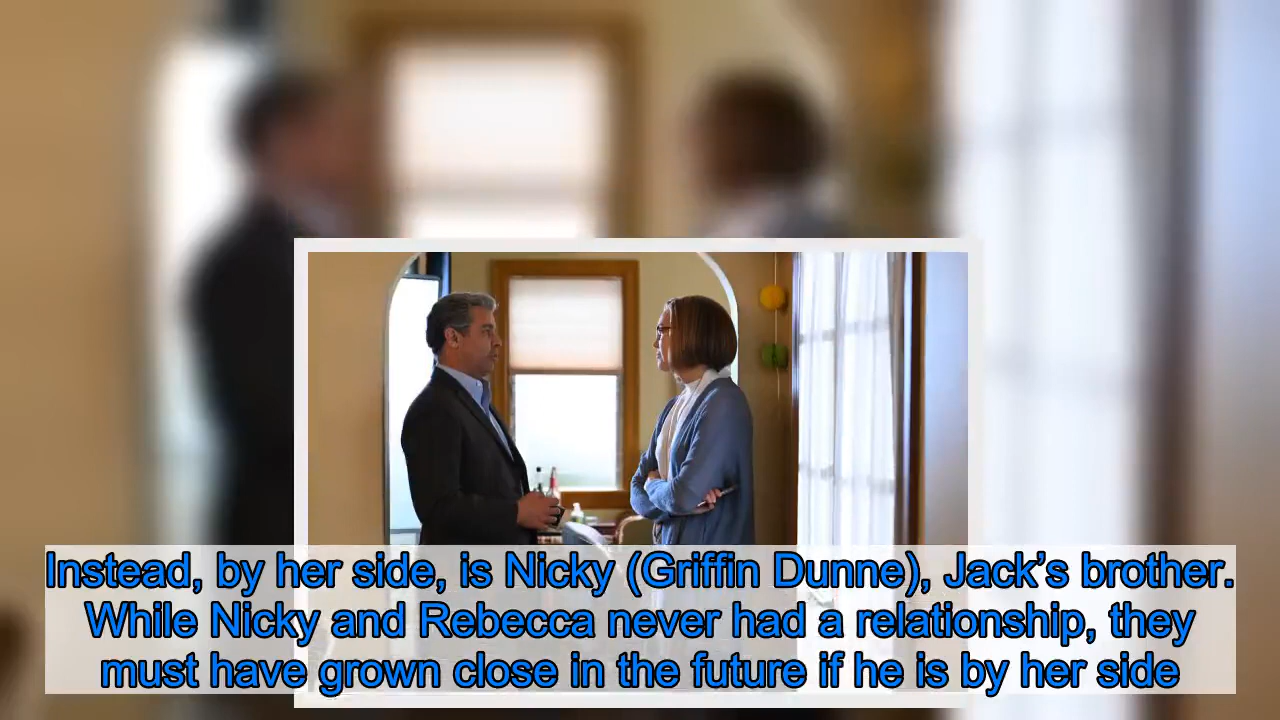 Instead, by her side, is Nicky (Griffin Dunne), Jack’s brother.
While Nicky and Rebecca never had a relationship, they
must have grown close in the future if he is by her side